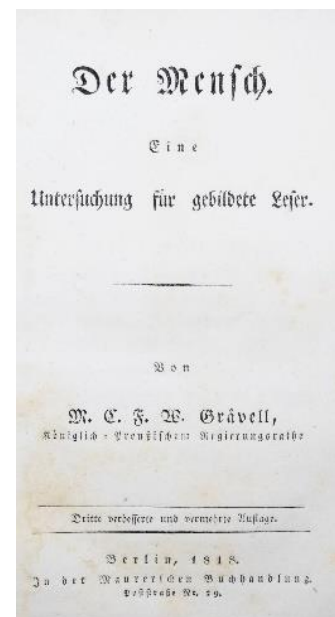 Der Mensch.
Eine
Untersuchung für gebildete Leser.
Von
M. C. F. W. Grävell,
Königlich-Preußischem Regierungsrathe
Dritte verbesserte und vermehrte Auflage.
Berlin, 1818.
In der Maurerschen Buchhandlung.
Poststraße Nr. 29.